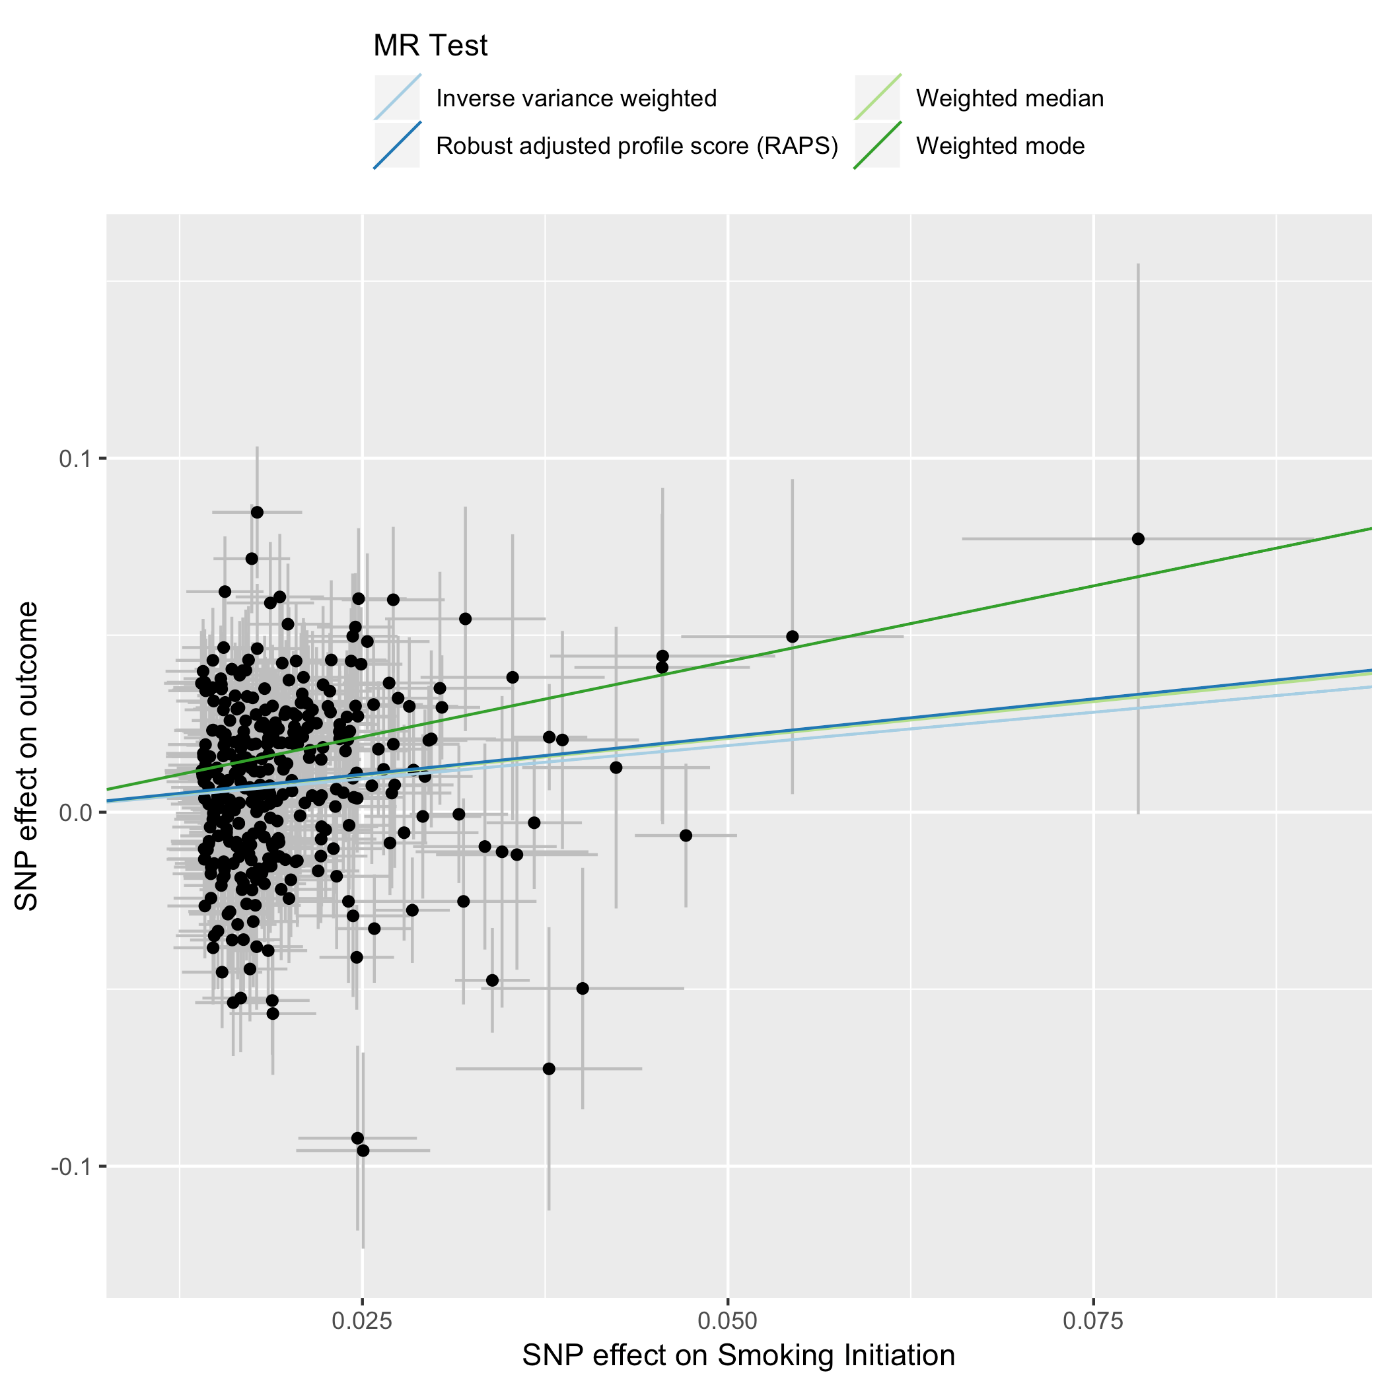 MR Test
Inverse variance weighted
Weighted median
Robust adjusted profile score (RAPS)
Weighted mode
0.1
0.0
-0.1
SNP effect on outcome
0.025
0.050
0.075
SNP effect on Smoking Initiation